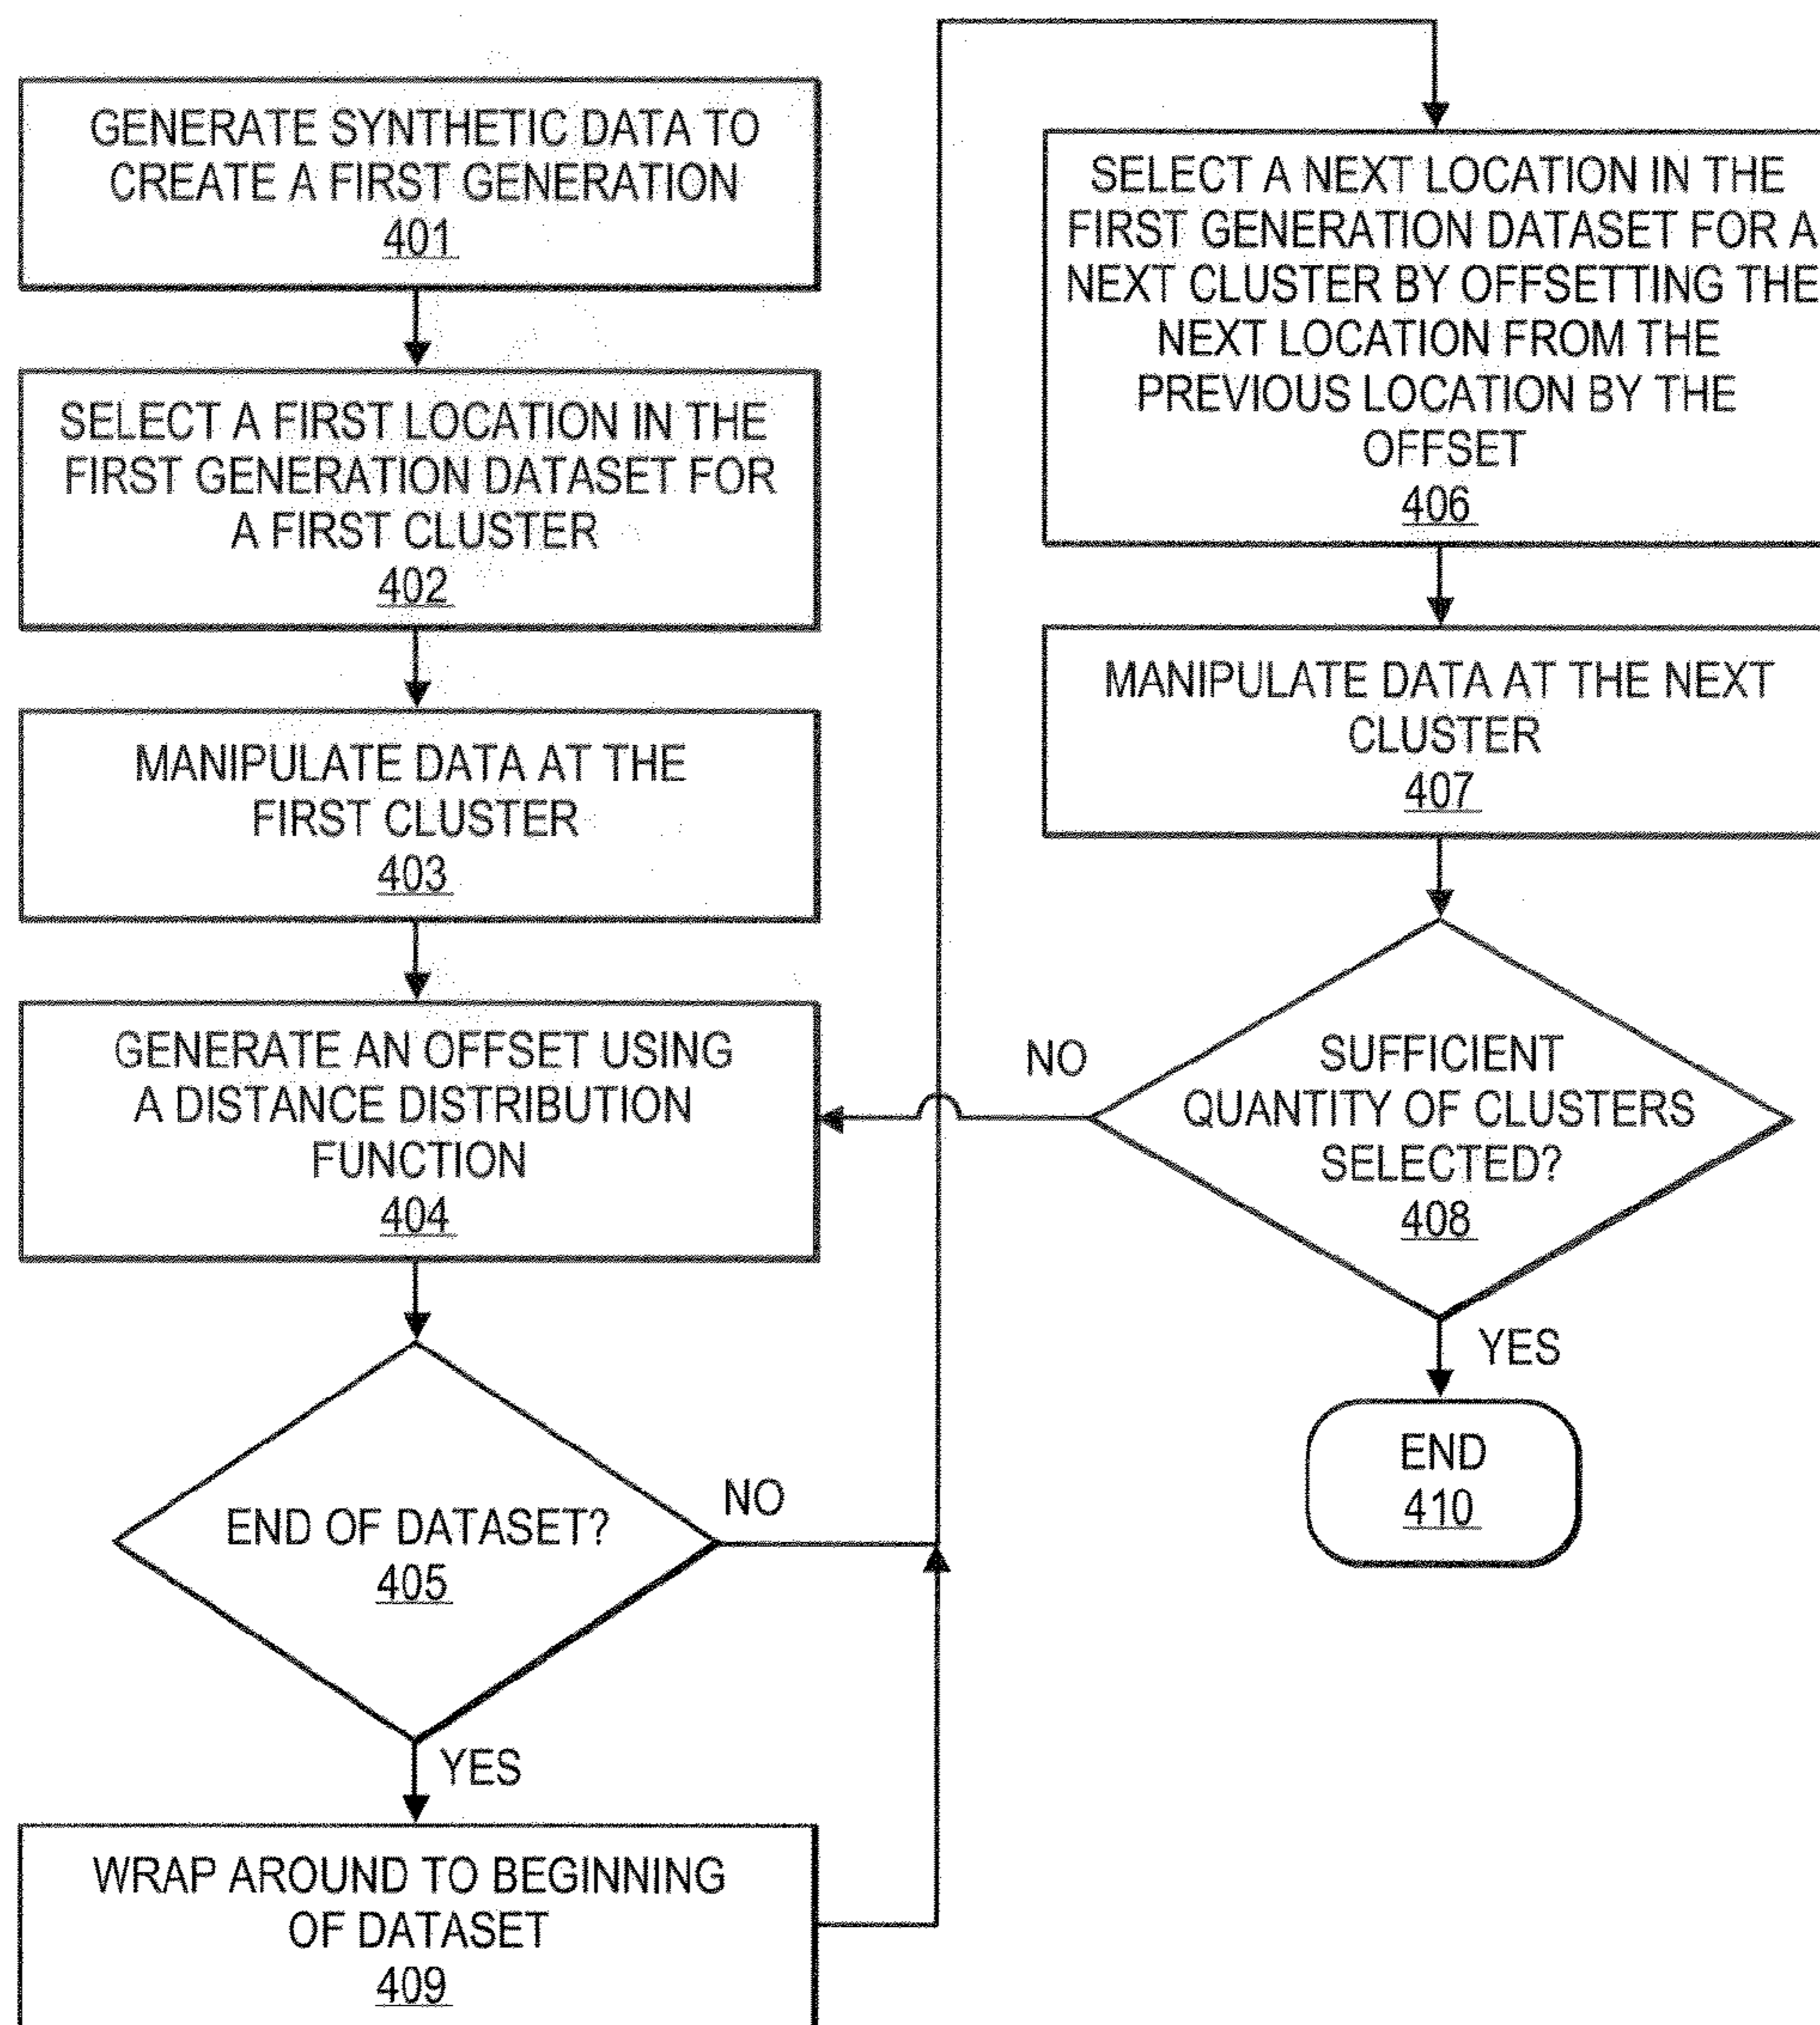 GENERATE SYNTHETIC DATA TO
CREATE A FIRST GENERATION
401
SELECT A FIRST LOCATION IN THE
FIRST GENERATION DATASET FOR
A FIRST CLUSTER
402
MANIPULATE DATA AT THE
FIRST CLUSTER
403
GENERATE AN OFFSET USING
A DISTANCE DISTRIBUTION
FUNCTION
404
END OF DATASET?
405
NO
YES
WRAP AROUND TO BEGINNING
OF DATASET
409
SELECT A NEXT LOCATION IN THE
FIRST GENERATION DATASET FOR A
NEXT CLUSTER BY OFFSETTING THE
NEXT LOCATION FROM THE
PREVIOUS LOCATION BY THE
OFFSET
406
MANIPULATE DATA AT THE NEXT
CLUSTER
407
NO
SUFFICIENT
QUANTITY OF CLUSTERS
SELECTED?
408
YES
END
410